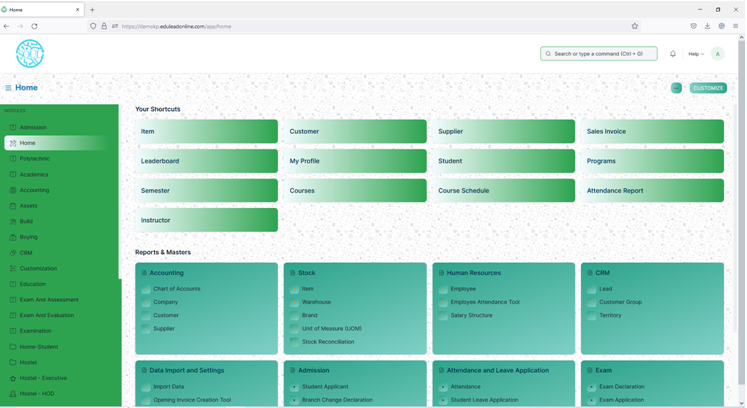 Home
https://demokp.eduleadonline.com/app/home
Search or type a command (Ctrl + G)
Help
A
Home
CUSTOMIZE
MODULES
Admission
Home
Polytechnic
Academics
Accounting
Assets
Build
Buying
CRM
Customization
Education
Exam And Assessment
Exam And Evaluation
Examination
Home-Student
Hostel
Hostel - Executive
Hostel - HOD
Your Shortcuts
Item
Customer
Supplier
Sales Invoice
Leaderboard
My Profile
Student
Programs
Semester
Courses
Course Schedule
Attendance Report
Instructor
Reports & Masters
Accounting
Chart of Accounts
Company
Customer
Supplier
Stock
Item
Warehouse
Brand
Unit of Measure (UOM)
Stock Reconciliation
Human Resources
Employee
Employee Attendance Tool
Salary Structure
CRM
Lead
Customer Group
Territory
Data Import and Settings
Import Data
Opening Invoice Creation Tool
Admission
Student Applicant
Branch Change Declaration
Attendance and Leave Application
Attendance
Student Leave Application
Exam
Exam Declaration
Exam Application